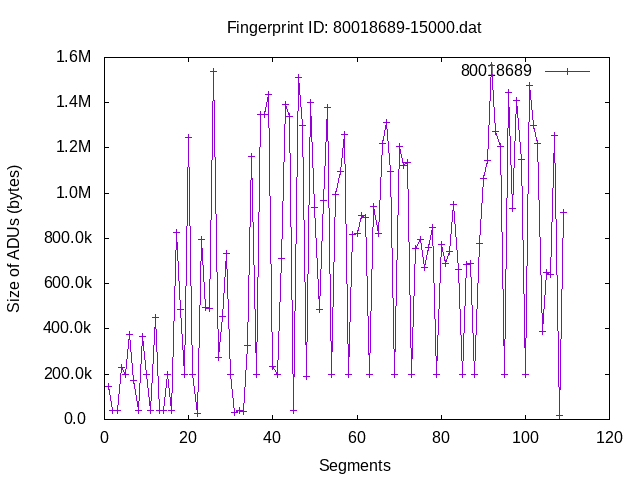 Fingerprint ID: 80018689-15000.dat
80018689
1.6M
1.4M
1.2M
1.0M
800.0k
600.0k
400.0k
200.0k
0.0
Size of ADUs (bytes)
0 20 40 60 80 100 120
Segments